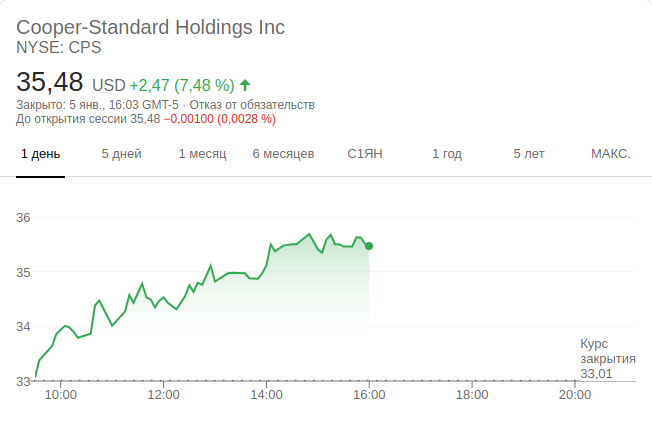 Cooper-Standard Holdings Inc
NYSE: CPS
35,48 USD +2,47 (7,48 %)
Закрыто: 5 янв., 16:03 GMT-5 · Отказ от обязательств
До открытия сессии 35,48 −0,00100 (0,0028 %)
1 день 5 дней 1 месяц 6 месяцев С1ЯН 1 год 5 лет МАКС.
36
35
34
Курс
закрытия
33,01
33
10:00 12:00 14:00 16:00 18:00 20:00